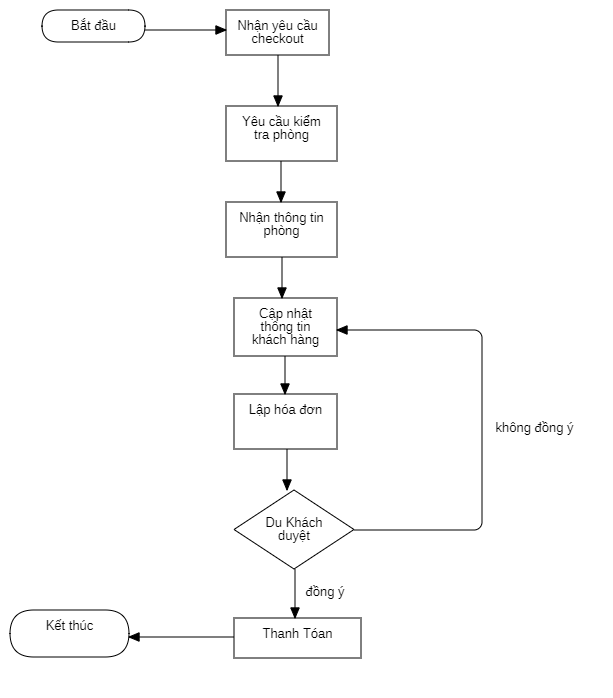 Bắt đầu
Nhận yêu cầu
checkout
Yêu cầu kiểm
tra phòng
Nhận thông tin
phòng
Cập nhật
thông tin
khách hàng
Lập hóa đơn
không đồng ý
Du Khách
duyệt
đồng ý
Kết thúc
Thanh Tóan